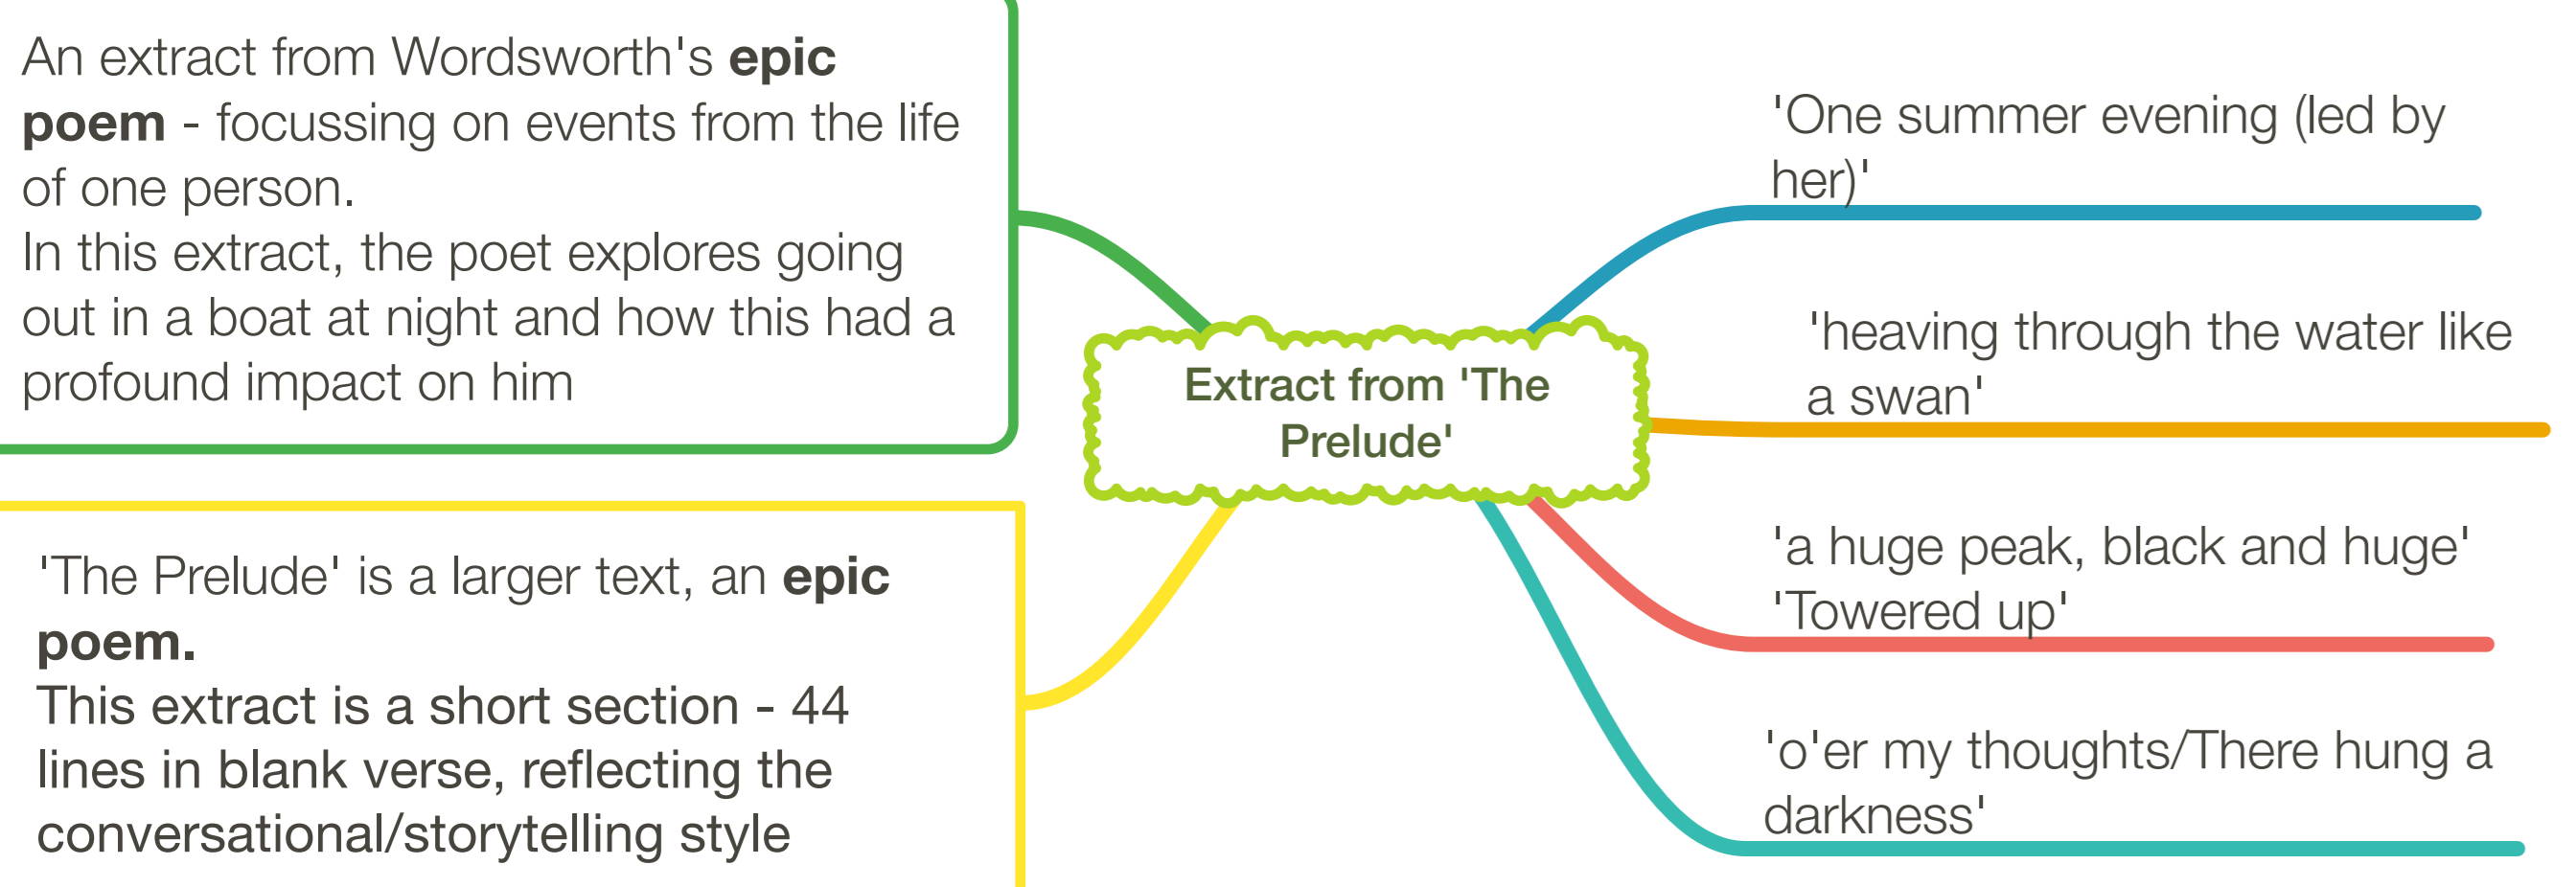 An extract from Wordsworth's epic
poem - focussing on events from the life
of one person.
In this extract, the poet explores going
out in a boat at night and how this had a
profound impact on him
'The Prelude' is a larger text, an epic
poem.
This extract is a short section - 44
lines in blank verse, reflecting the
conversational/storytelling style
Extract from 'The
Prelude'
'One summer evening (led by
her)'
'heaving through the water like
a swan'
'a huge peak, black and huge'
'Towered up'
'o'er my thoughts/There hung a
darkness'